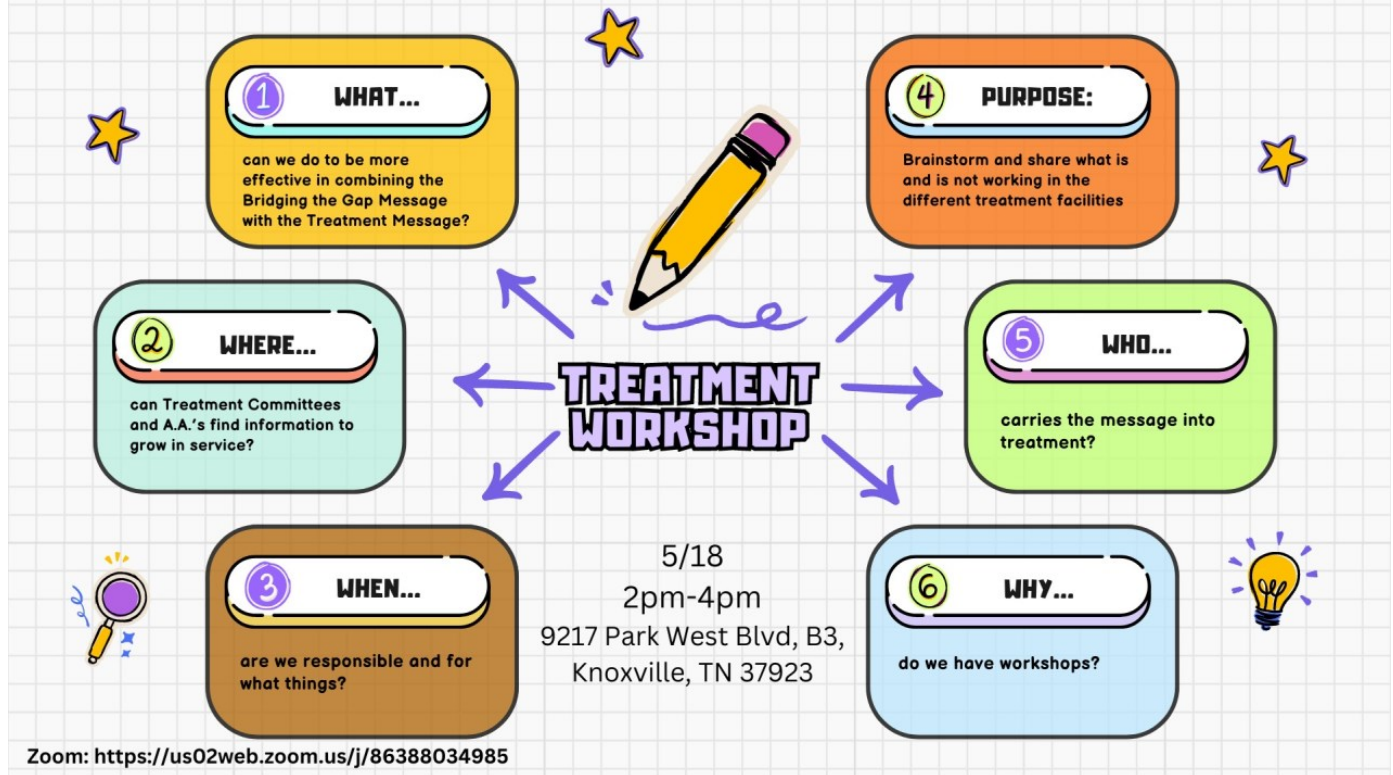 1 WHAT...
can we do to be more
effective in combining the
Bridging the Gap Message
with the Treatment Message?
2 WHERE...
can Treatment Committees
and A.A.'s find information to
grow in service?
3 WHEN...
are we responsible and for
what things?
TREATMENT
WORKSHOP
5/18
2pm-4pm
9217 Park West Blvd, B3,
Knoxville, TN 37923
4 PURPOSE:
Brainstorm and share what is
and is not working in the
different treatment facilities
5 WHO...
carries the message into
treatment?
6 WHY...
do we have workshops?
Zoom: https://us02web.zoom.us/j/86388034985